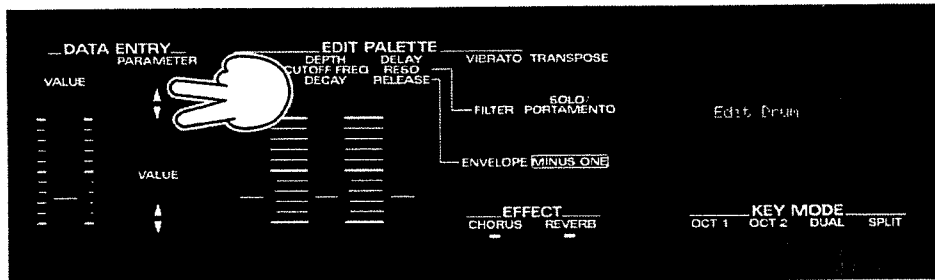 DATA ENTRY
PARAMETER
VALUE
VALUE
EDIT PALETTE
DEPTH DELAY
CUTOFF FREQ RESO
DECAY RELEASE
VIBRATO TRANSPOSE
FILTER SOLO/
PORTAMENTO
ENVELOPE MINUS ONE
Edit Drum
EFFECT
CHORUS REVERB
KEY MODE
OCT 1 OCT 2 DUAL SPLIT